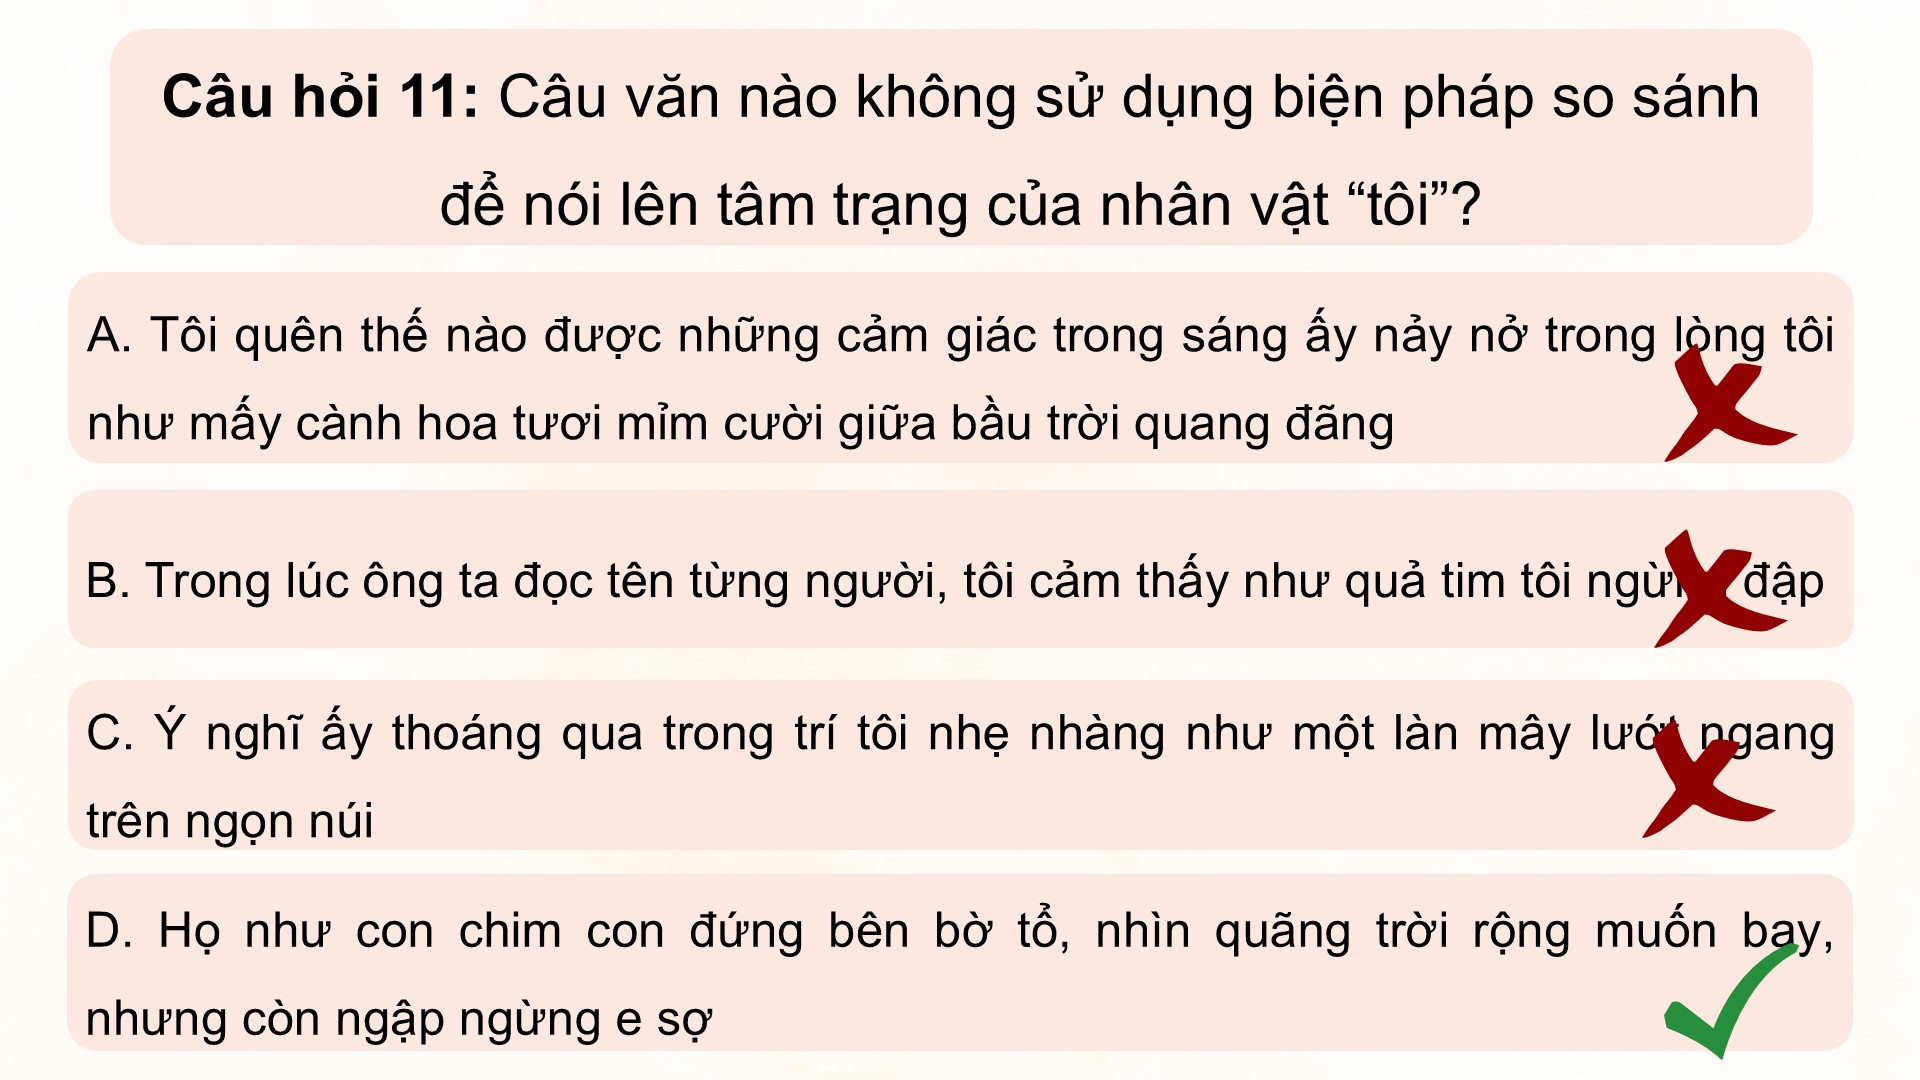 Câu hỏi 11: Câu văn nào không sử dụng biện pháp so sánh
để nói lên tâm trạng của nhân vật “tôi”?
A. Tôi quên thế nào được những cảm giác trong sáng ấy nảy nở trong lòng tôi
như mấy cành hoa tươi mỉm cười giữa bầu trời quang đãng
B. Trong lúc ông ta đọc tên từng người, tôi cảm thấy như quả tim tôi ngừng đập
C. Ý nghĩ ấy thoáng qua trong trí tôi nhẹ nhàng như một làn mây lướt ngang
trên ngọn núi
D. Họ như con chim con đứng bên bờ tổ, nhìn quãng trời rộng muốn bay,
nhưng còn ngập ngừng e sợ